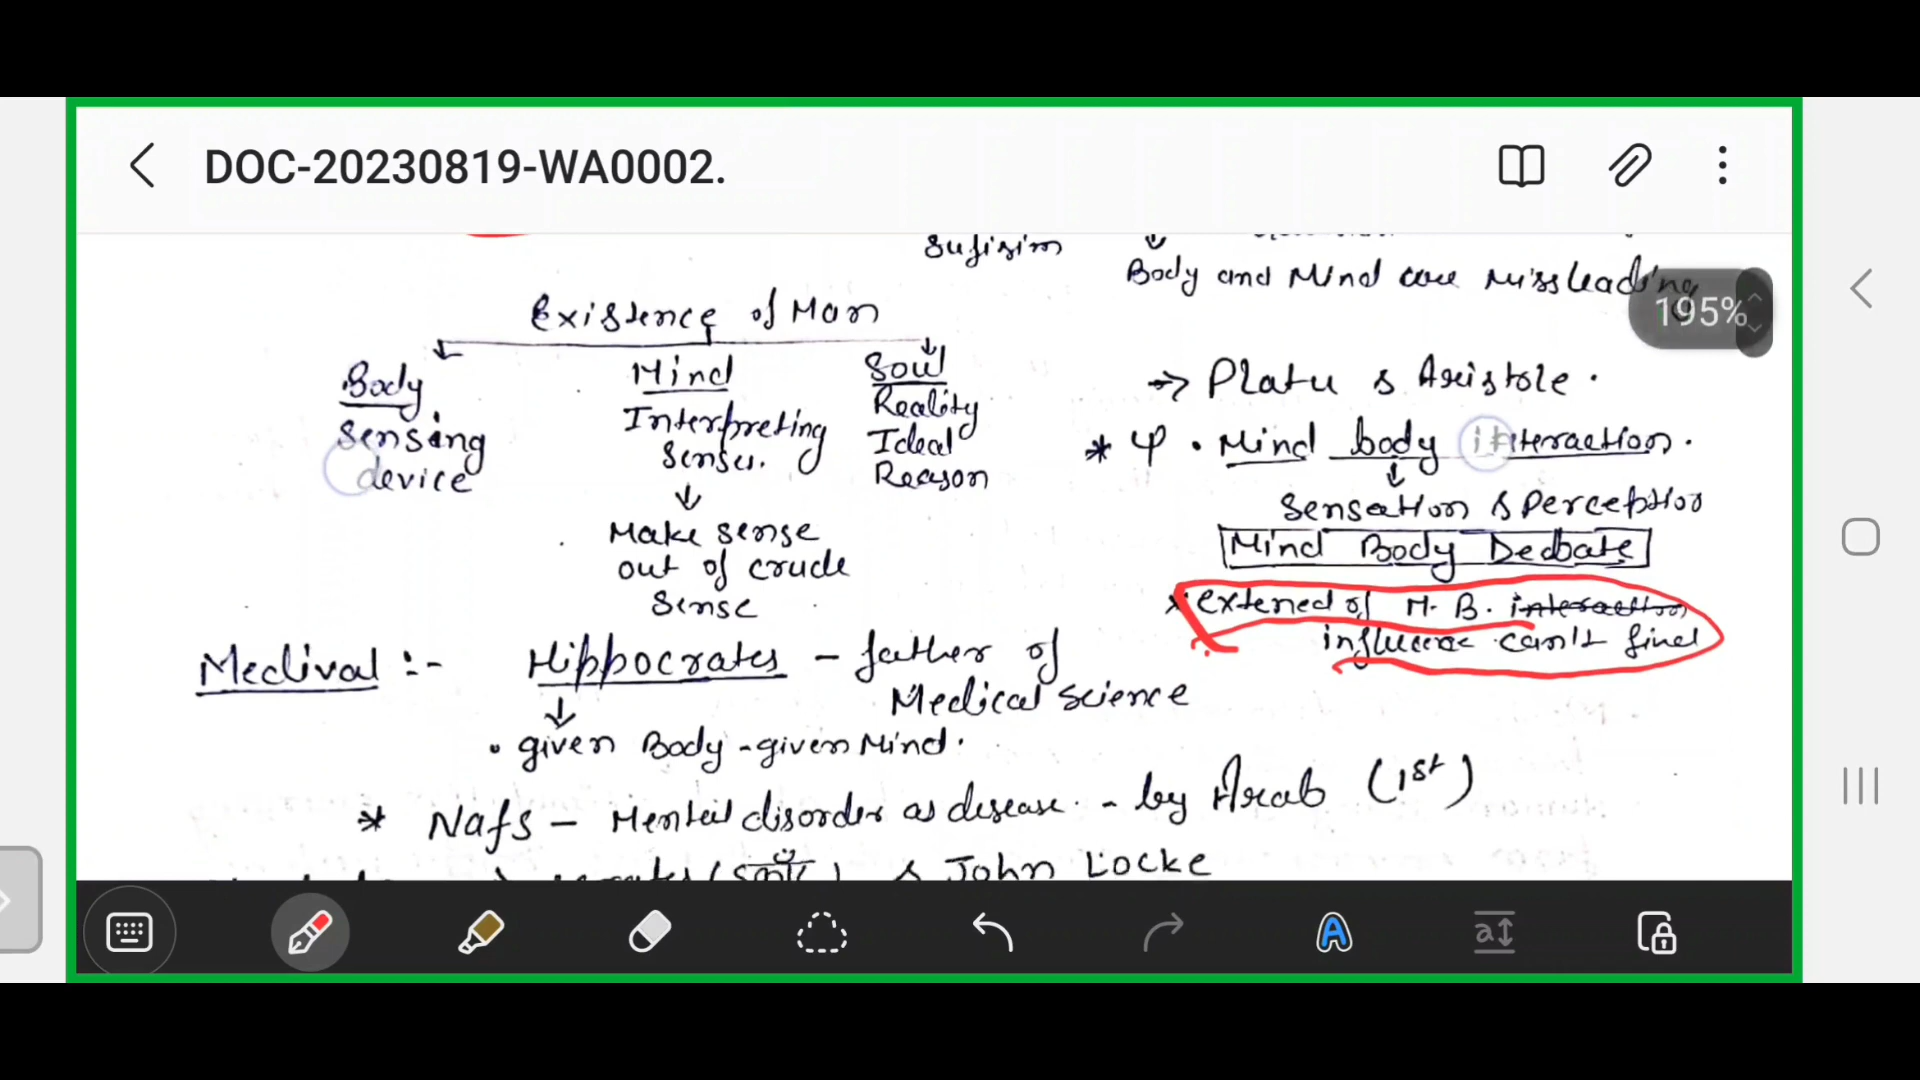 DOC-20230819-WA0002.
Sufisim
Body and Mind are missleading
195%
Existence of Man
Body
Sensing
device
Mind
Interpreting
Senses.
Make sense
out of crude
Sense
Soul
Reality
Ideal
Reason
→ Platu & Aristole.
* φ • Mind body interaction.
Sensation & Perception
Mind Body Debate
* extened of M. B. interaction
influence can't find
Medival :- Hippocrates - father of
Medical science
• given Body - given Mind.
* Nafs - Mental disorder as disease. - by Arab (1st)
& John Locke